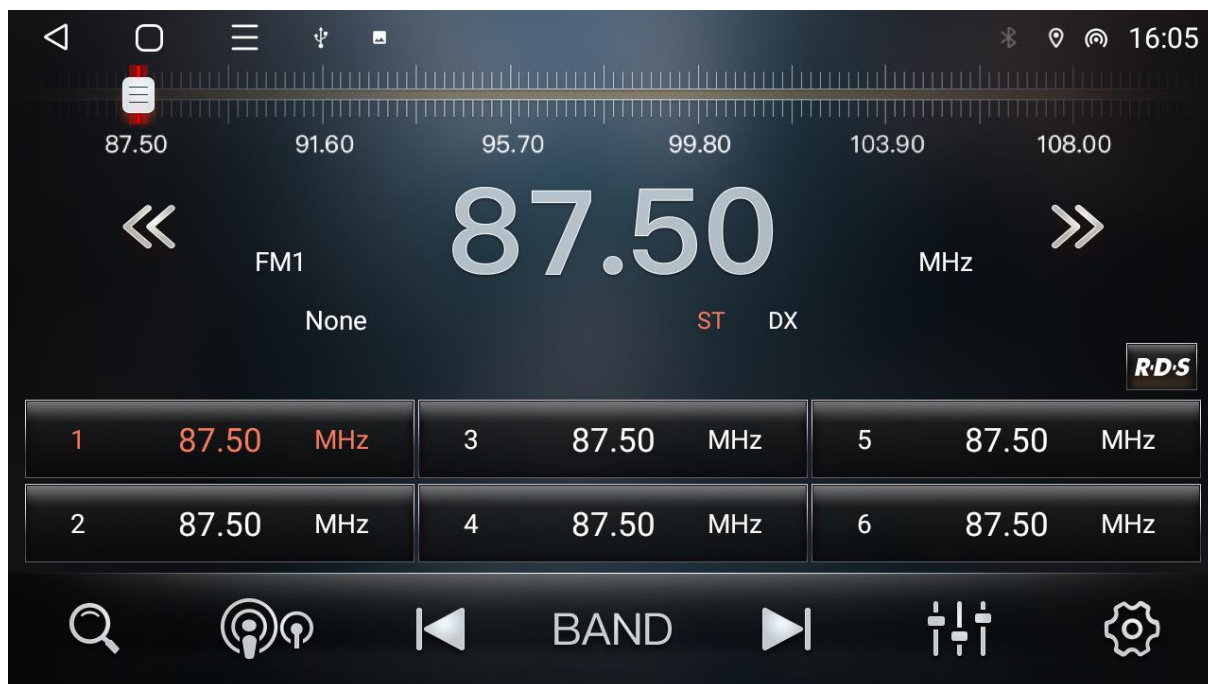 16:05
87.50 91.60 95.70 99.80 103.90 108.00
87.50
FM1 MHz
None ST DX
R·D·S
1 87.50 MHz 3 87.50 MHz 5 87.50 MHz
2 87.50 MHz 4 87.50 MHz 6 87.50 MHz
BAND